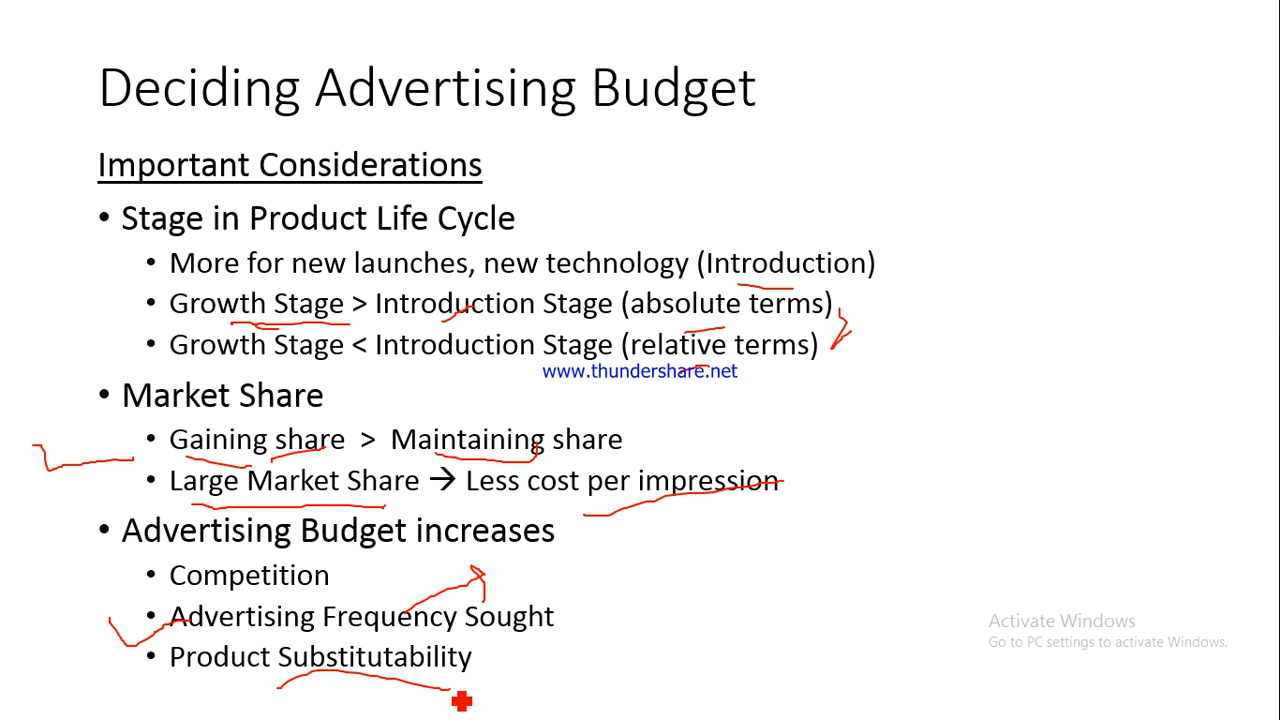 Deciding Advertising Budget
Important Considerations
• Stage in Product Life Cycle
• More for new launches, new technology (Introduction)
• Growth Stage > Introduction Stage (absolute terms)
• Growth Stage < Introduction Stage (relative terms)
www.thundershare.net
• Market Share
• Gaining share > Maintaining share
• Large Market Share → Less cost per impression
• Advertising Budget increases
• Competition
• Advertising Frequency Sought
• Product Substitutability
Activate Windows
Go to PC settings to activate Windows.